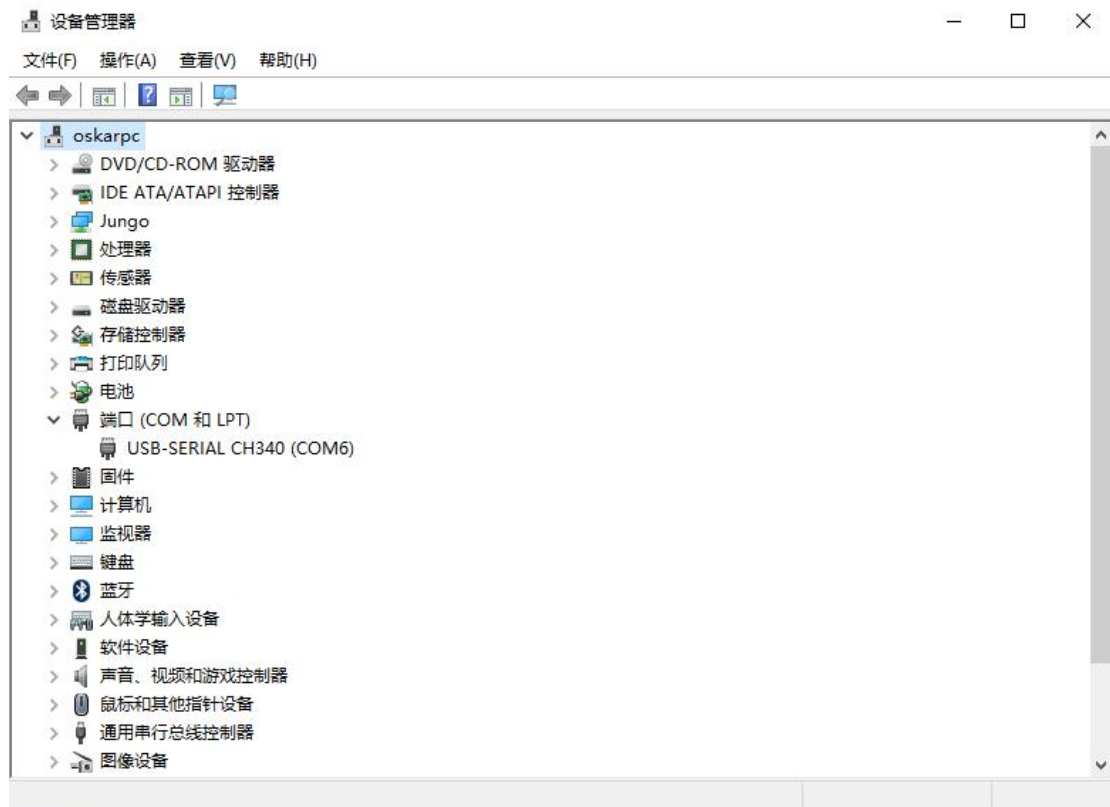 设备管理器
文件(F) 操作(A) 查看(V) 帮助(H)
oskarpc
DVD/CD-ROM 驱动器
IDE ATA/ATAPI 控制器
Jungo
处理器
传感器
磁盘驱动器
存储控制器
打印队列
电池
端口 (COM 和 LPT)
USB-SERIAL CH340 (COM6)
固件
计算机
监视器
键盘
蓝牙
人体学输入设备
软件设备
声音、视频和游戏控制器
鼠标和其他指针设备
通用串行总线控制器
图像设备